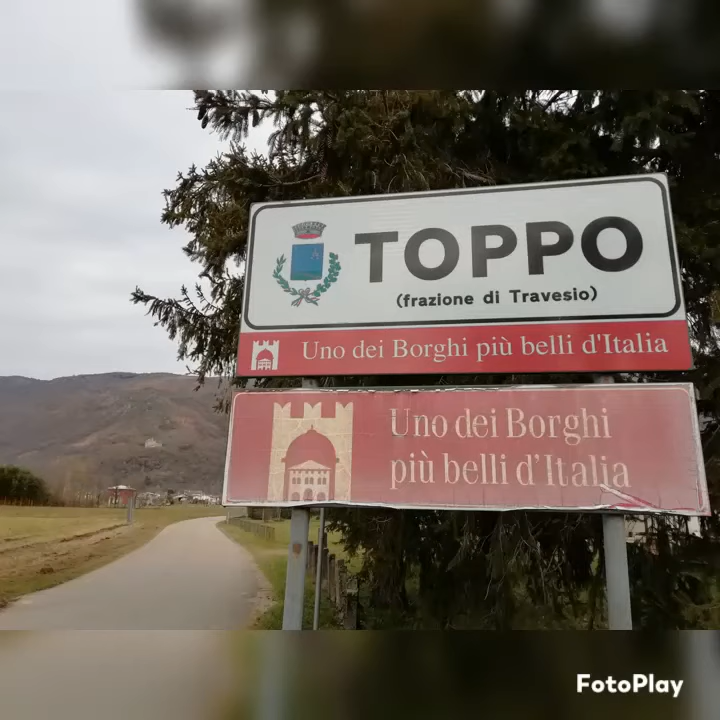 TOPPO
(frazione di Travesio)
Uno dei Borghi più belli d'Italia
Uno dei Borghi
più belli d'Italia
FotoPlay